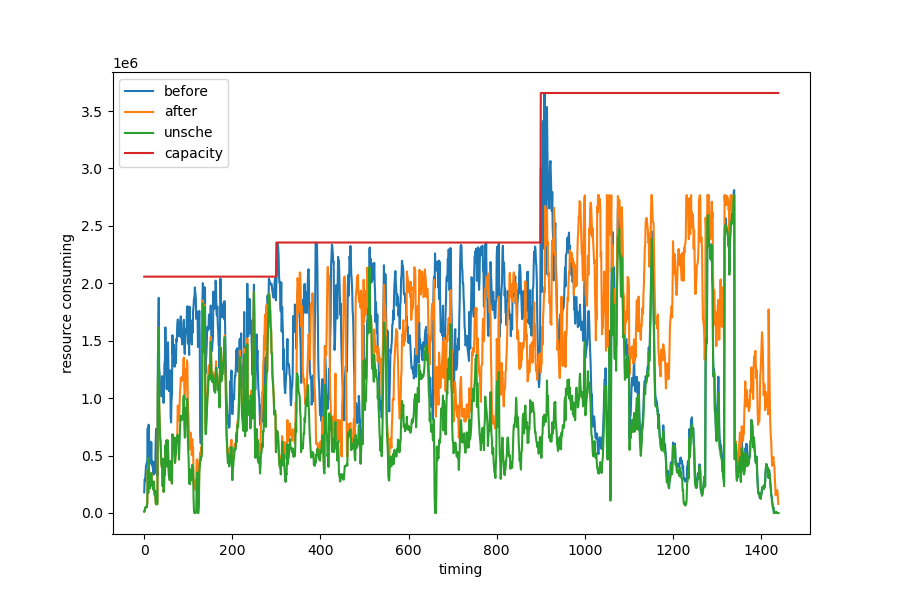 1e6
before
after
unsche
capacity
3.5
3.0
2.5
2.0
1.5
1.0
0.5
0.0
resource consuming
0 200 400 600 800 1000 1200 1400
timing